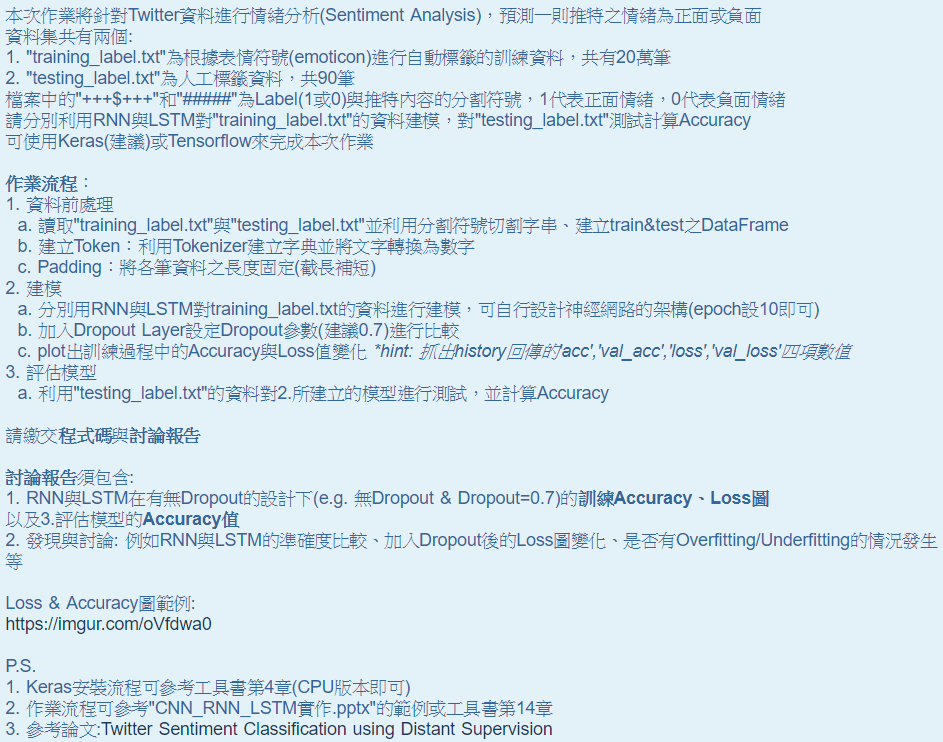 本次作業將針對Twitter資料進行情緒分析(Sentiment Analysis)，預測一則推特之情緒為正面或負面
資料集共有兩個:
1. "training_label.txt"為根據表情符號(emoticon)進行自動標籤的訓練資料，共有20萬筆
2. "testing_label.txt"為人工標籤資料，共90筆
檔案中的"+++$+++"和"#####"為Label(1或0)與推特內容的分割符號，1代表正面情緒，0代表負面情緒
請分別利用RNN與LSTM對"training_label.txt"的資料建模，對"testing_label.txt"測試計算Accuracy
可使用Keras(建議)或Tensorflow來完成本次作業
作業流程：
1. 資料前處理
a. 讀取"training_label.txt"與"testing_label.txt"並利用分割符號切割字串、建立train&test之DataFrame
b. 建立Token：利用Tokenizer建立字典並將文字轉換為數字
c. Padding：將各筆資料之長度固定(截長補短)
2. 建模
a. 分別用RNN與LSTM對training_label.txt的資料進行建模，可自行設計神經網路的架構(epoch設10即可)
b. 加入Dropout Layer設定Dropout參數(建議0.7)進行比較
c. plot出訓練過程中的Accuracy與Loss值變化 *hint: 抓出history回傳的'acc','val_acc','loss','val_loss'四項數值
3. 評估模型
a. 利用"testing_label.txt"的資料對2.所建立的模型進行測試，並計算Accuracy
請繳交程式碼與討論報告
討論報告須包含:
1. RNN與LSTM在有無Dropout的設計下(e.g. 無Dropout & Dropout=0.7)的訓練Accuracy、Loss圖
以及3.評估模型的Accuracy值
2. 發現與討論: 例如RNN與LSTM的準確度比較、加入Dropout後的Loss圖變化、是否有Overfitting/Underfitting的情況發生
等
Loss & Accuracy圖範例:
https://imgur.com/oVfdwa0
P.S.
1. Keras安裝流程可參考工具書第4章(CPU版本即可)
2. 作業流程可參考"CNN_RNN_LSTM實作.pptx"的範例或工具書第14章
3. 參考論文:Twitter Sentiment Classification using Distant Supervision